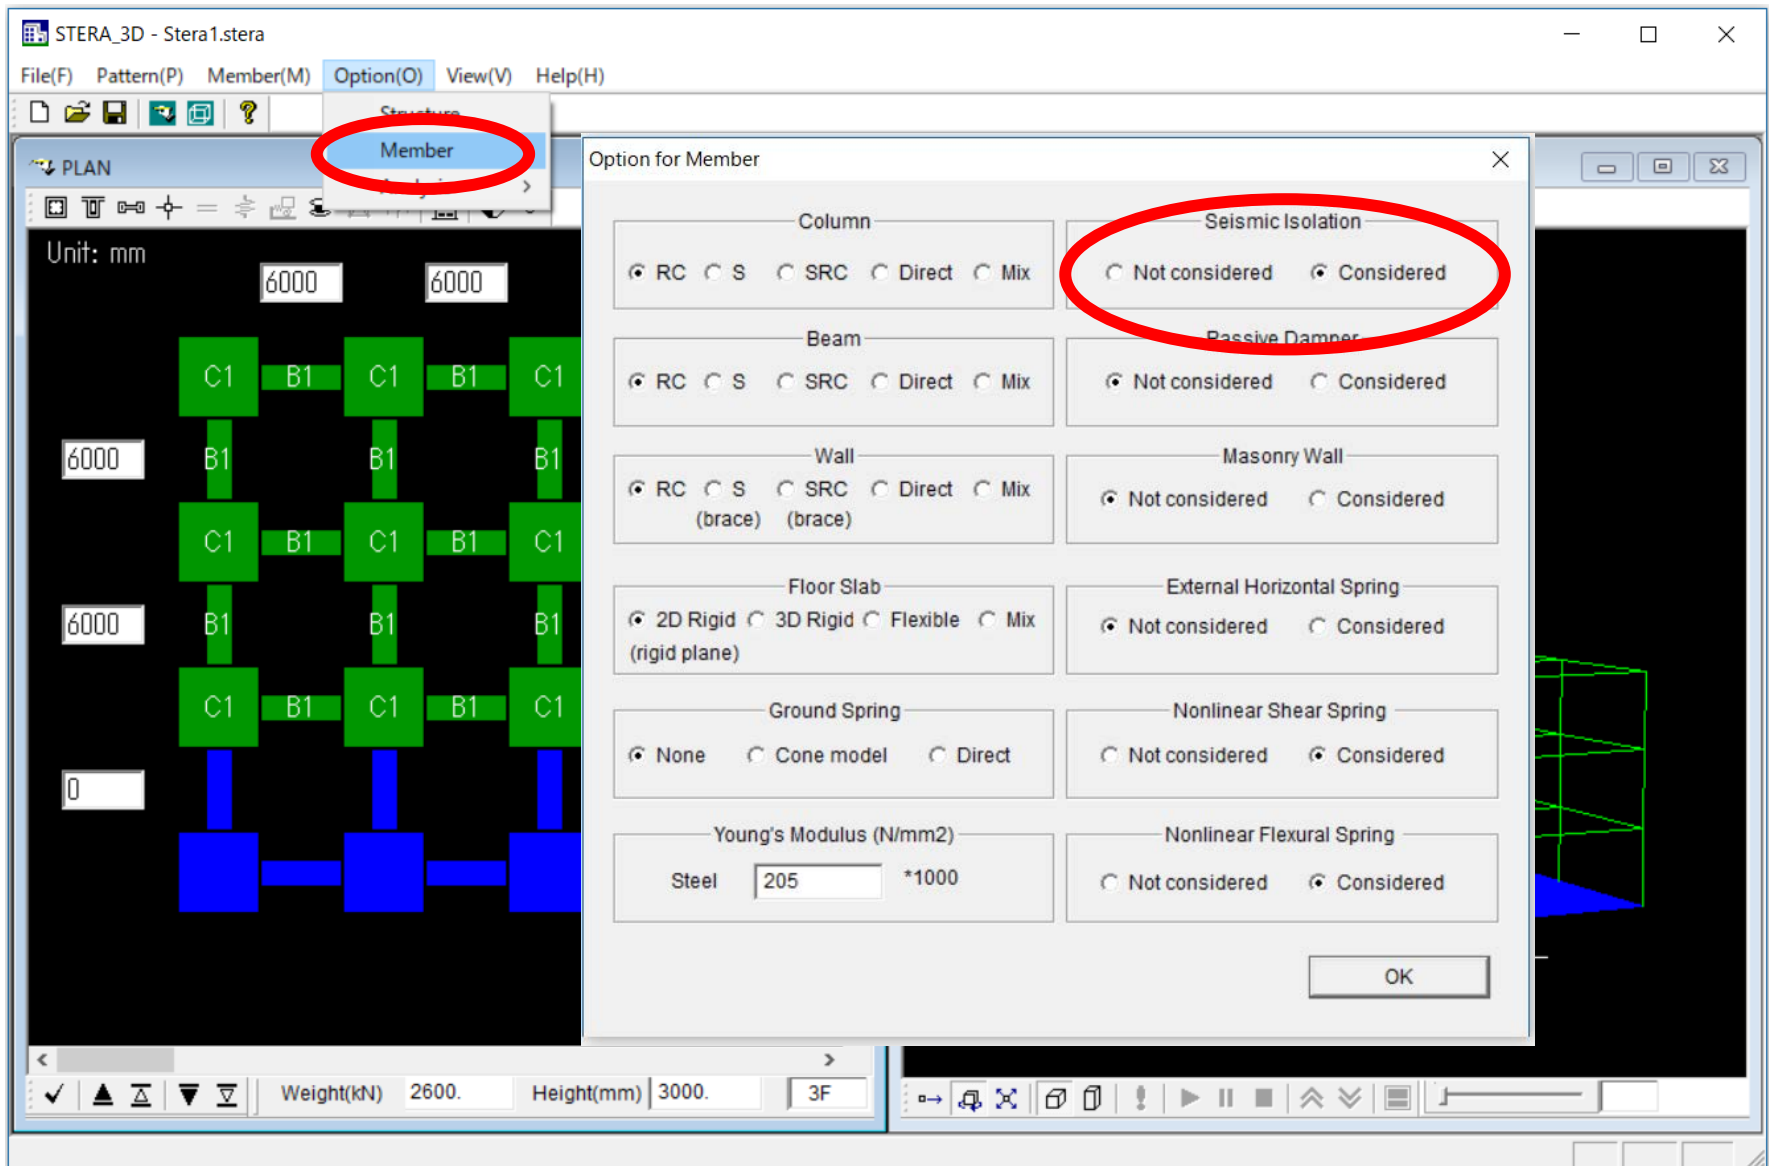 STERA_3D - Stera1.stera
File(F) Pattern(P) Member(M) Option(O) View(V) Help(H)
Structure
Member
PLAN
Unit: mm
6000 6000
C1 B1 C1 B1 C1
6000 B1 B1 B1
C1 B1 C1 B1 C1
6000 B1 B1 B1
C1 B1 C1 B1 C1
0
Weight(kN) 2600. Height(mm) 3000. 3F
Option for Member
Column
RC S SRC Direct Mix
Beam
RC S SRC Direct Mix
Wall
RC S SRC Direct Mix
(brace) (brace)
Floor Slab
2D Rigid 3D Rigid Flexible Mix
(rigid plane)
Ground Spring
None Cone model Direct
Young's Modulus (N/mm2)
Steel 205 *1000
Seismic Isolation
Not considered Considered
Passive Damper
Not considered Considered
Masonry Wall
Not considered Considered
External Horizontal Spring
Not considered Considered
Nonlinear Shear Spring
Not considered Considered
Nonlinear Flexural Spring
Not considered Considered
OK